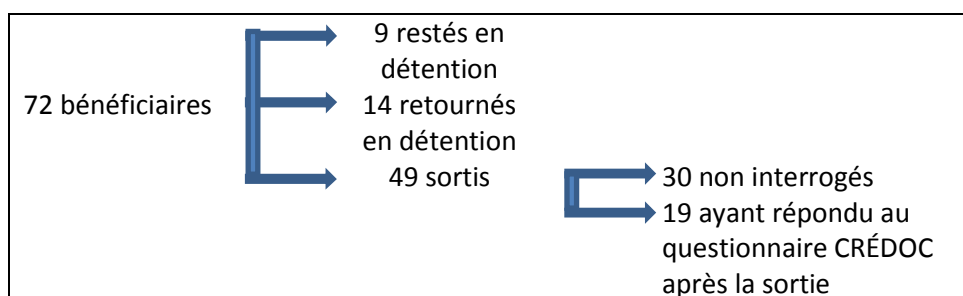 72 bénéficiaires
9 restés en
détention
14 retournés
en détention
49 sortis
30 non interrogés
19 ayant répondu au
questionnaire CRÉDOC
après la sortie